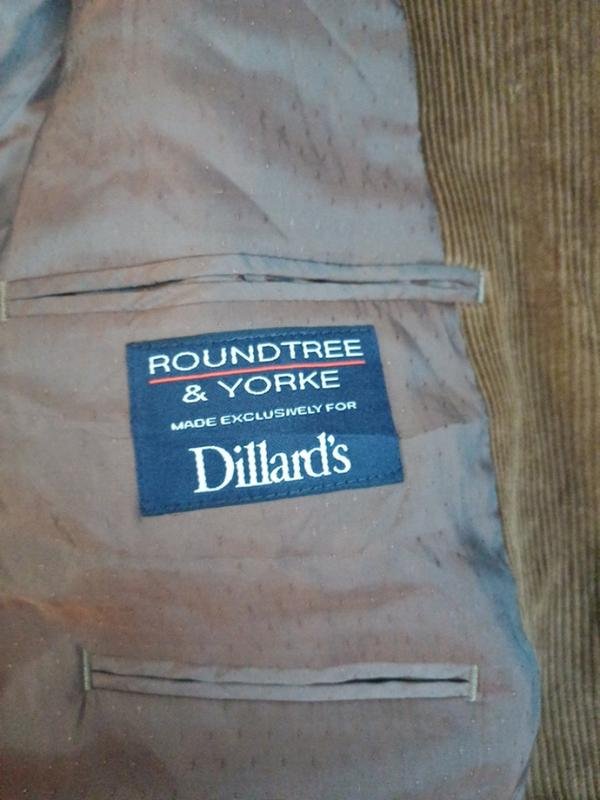 ROUNDTREE
& YORKE
MADE EXCLUSIVELY FOR
Dillard's